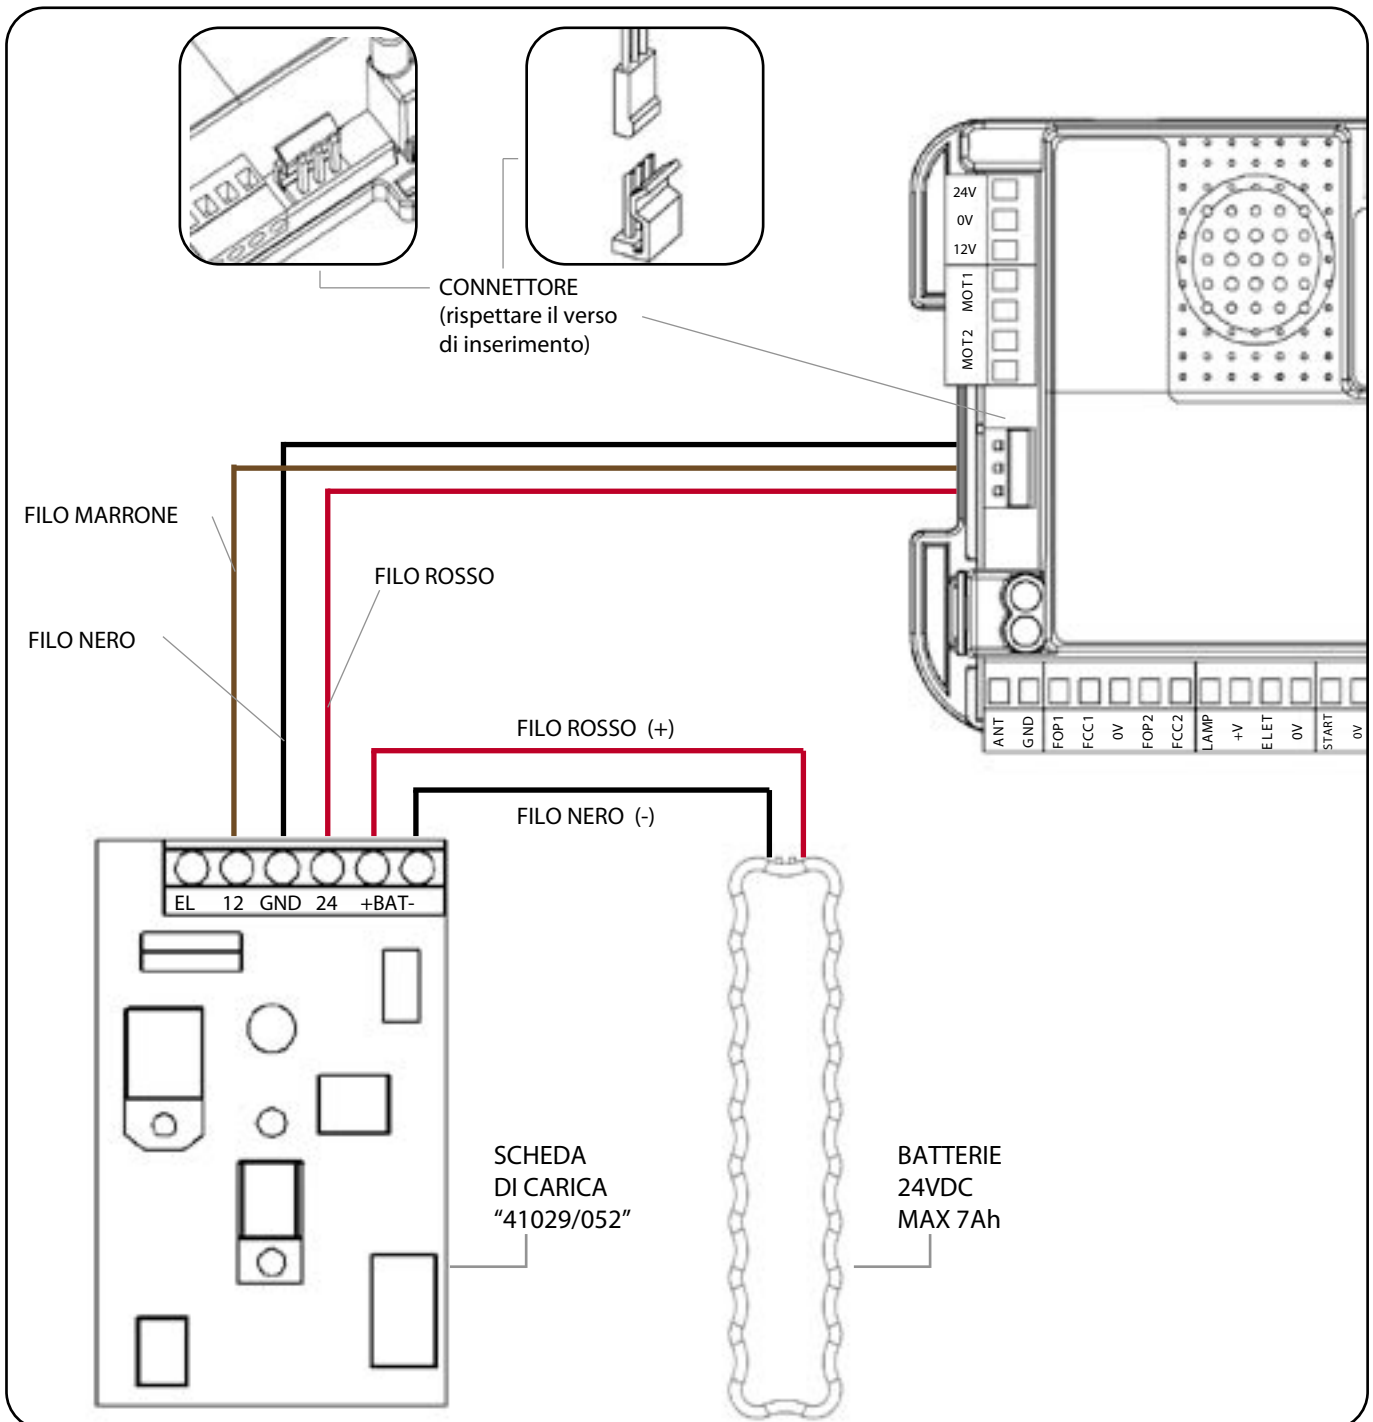 24V
0V
12V
MOT1
MOT2
CONNETTORE
(rispettare il verso
di inserimento)
FILO MARRONE
FILO ROSSO
FILO NERO
ANT
GND
FOP1
FCC1
0V
FOP2
FCC2
LAMP
+V
ELET
0V
START
0V
FILO ROSSO (+)
FILO NERO (-)
EL 12 GND 24 +BAT-
SCHEDA
DI CARICA
“41029/052”
BATTERIE
24VDC
MAX 7Ah